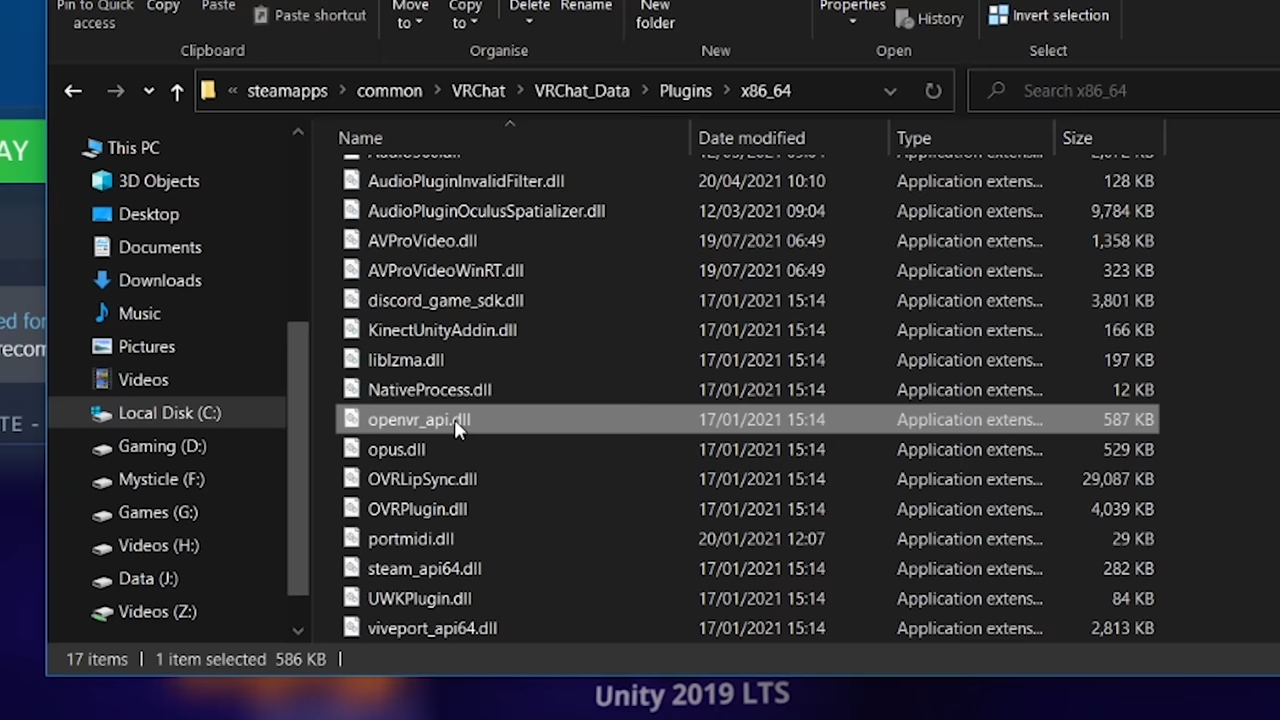 Pin to Quick access
Copy
Paste
Paste shortcut
Move to
Copy to
Delete
Rename
New folder
Properties
History
Invert selection
Clipboard
Organise
New
Open
Select
« steamapps > common > VRChat > VRChat_Data > Plugins > x86_64
Search x86_64
AY
ed for
recom
TE -
This PC
3D Objects
Desktop
Documents
Downloads
Music
Pictures
Videos
Local Disk (C:)
Gaming (D:)
Mysticle (F:)
Games (G:)
Videos (H:)
Data (J:)
Videos (Z:)
Name Date modified Type Size
AudioPluginInvalidFilter.dll 20/04/2021 10:10 Application extens... 128 KB
AudioPluginOculusSpatializer.dll 12/03/2021 09:04 Application extens... 9,784 KB
AVProVideo.dll 19/07/2021 06:49 Application extens... 1,358 KB
AVProVideoWinRT.dll 19/07/2021 06:49 Application extens... 323 KB
discord_game_sdk.dll 17/01/2021 15:14 Application extens... 3,801 KB
KinectUnityAddin.dll 17/01/2021 15:14 Application extens... 166 KB
liblzma.dll 17/01/2021 15:14 Application extens... 197 KB
NativeProcess.dll 17/01/2021 15:14 Application extens... 12 KB
openvr_api.dll 17/01/2021 15:14 Application extens... 587 KB
opus.dll 17/01/2021 15:14 Application extens... 529 KB
OVRLipSync.dll 17/01/2021 15:14 Application extens... 29,087 KB
OVRPlugin.dll 17/01/2021 15:14 Application extens... 4,039 KB
portmidi.dll 20/01/2021 12:07 Application extens... 29 KB
steam_api64.dll 17/01/2021 15:14 Application extens... 282 KB
UWKPlugin.dll 17/01/2021 15:14 Application extens... 84 KB
viveport_api64.dll 17/01/2021 15:14 Application extens... 2,813 KB
17 items 1 item selected 586 KB
Unity 2019 LTS